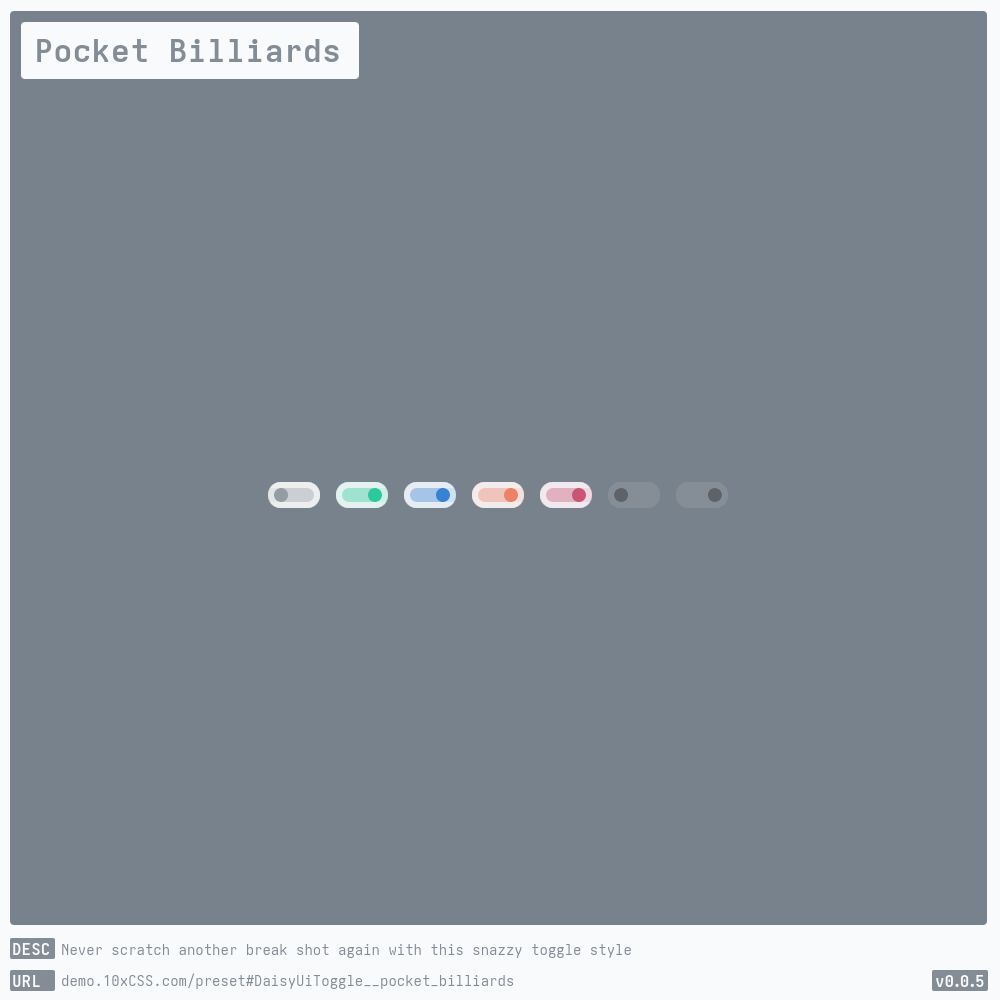 Pocket Billiards
DESC Never scratch another break shot again with this snazzy toggle style
URL demo.10xCSS.com/preset#DaisyUiToggle__pocket_billiards
v0.0.5